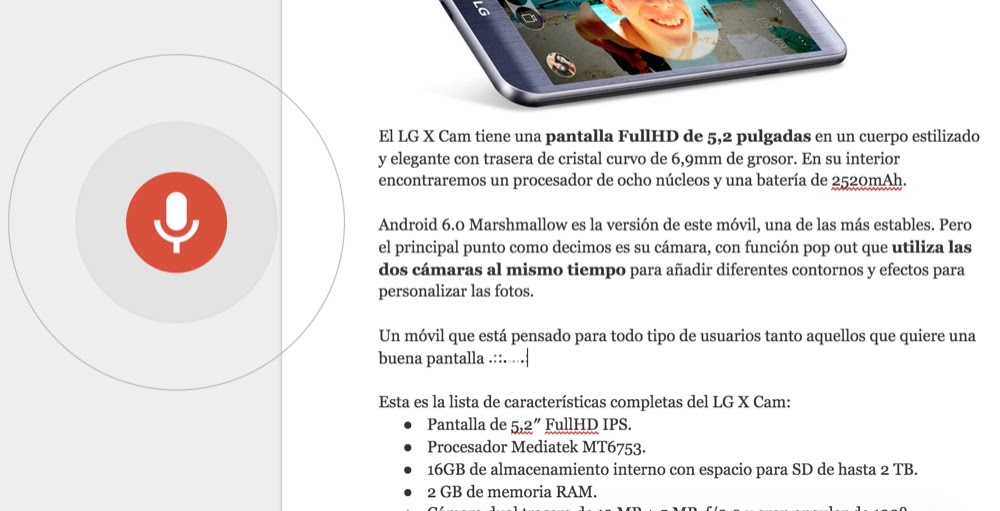 LG
El LG X Cam tiene una pantalla FullHD de 5,2 pulgadas en un cuerpo estilizado
y elegante con trasera de cristal curvo de 6,9mm de grosor. En su interior
encontraremos un procesador de ocho núcleos y una batería de 2520mAh.
Android 6.0 Marshmallow es la versión de este móvil, una de las más estables. Pero
el principal punto como decimos es su cámara, con función pop out que utiliza las
dos cámaras al mismo tiempo para añadir diferentes contornos y efectos para
personalizar las fotos.
Un móvil que está pensado para todo tipo de usuarios tanto aquellos que quiere una
buena pantalla .::. . .
Esta es la lista de características completas del LG X Cam:
● Pantalla de 5,2″ FullHD IPS.
● Procesador Mediatek MT6753.
● 16GB de almacenamiento interno con espacio para SD de hasta 2 TB.
● 2 GB de memoria RAM.